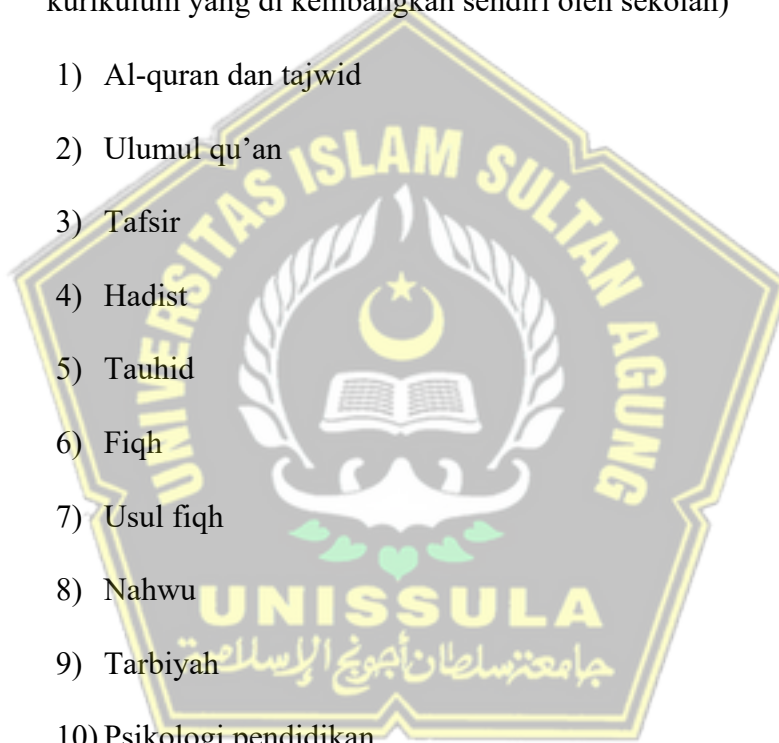 kurikulum yang di kembangkan sendiri oleh sekolah)
1) Al-quran dan tajwid
2) Ulumul qu’an
3) Tafsir
4) Hadist
5) Tauhid
6) Fiqh
7) Usul fiqh
8) Nahwu
9) Tarbiyah
10) Psikologi pendidikan
UNIVERSITAS ISLAM SULTAN AGUNG
UNISSULA
جامعة سلطان أجونج الإسلامية